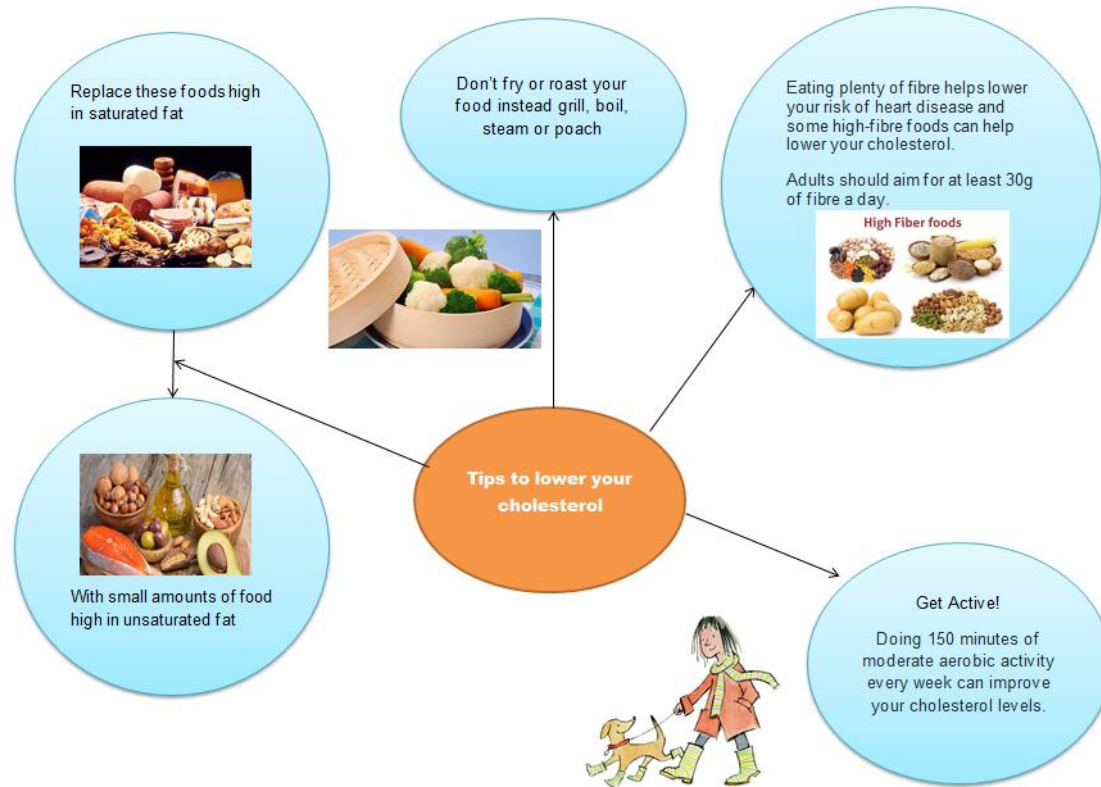 Replace these foods high
in saturated fat
Don't fry or roast your
food instead grill, boil,
steam or poach
Eating plenty of fibre helps lower
your risk of heart disease and
some high-fibre foods can help
lower your cholesterol.
Adults should aim for at least 30g
of fibre a day.
High Fiber foods
Tips to lower your
cholesterol
With small amounts of food
high in unsaturated fat
Get Active!
Doing 150 minutes of
moderate aerobic activity
every week can improve
your cholesterol levels.